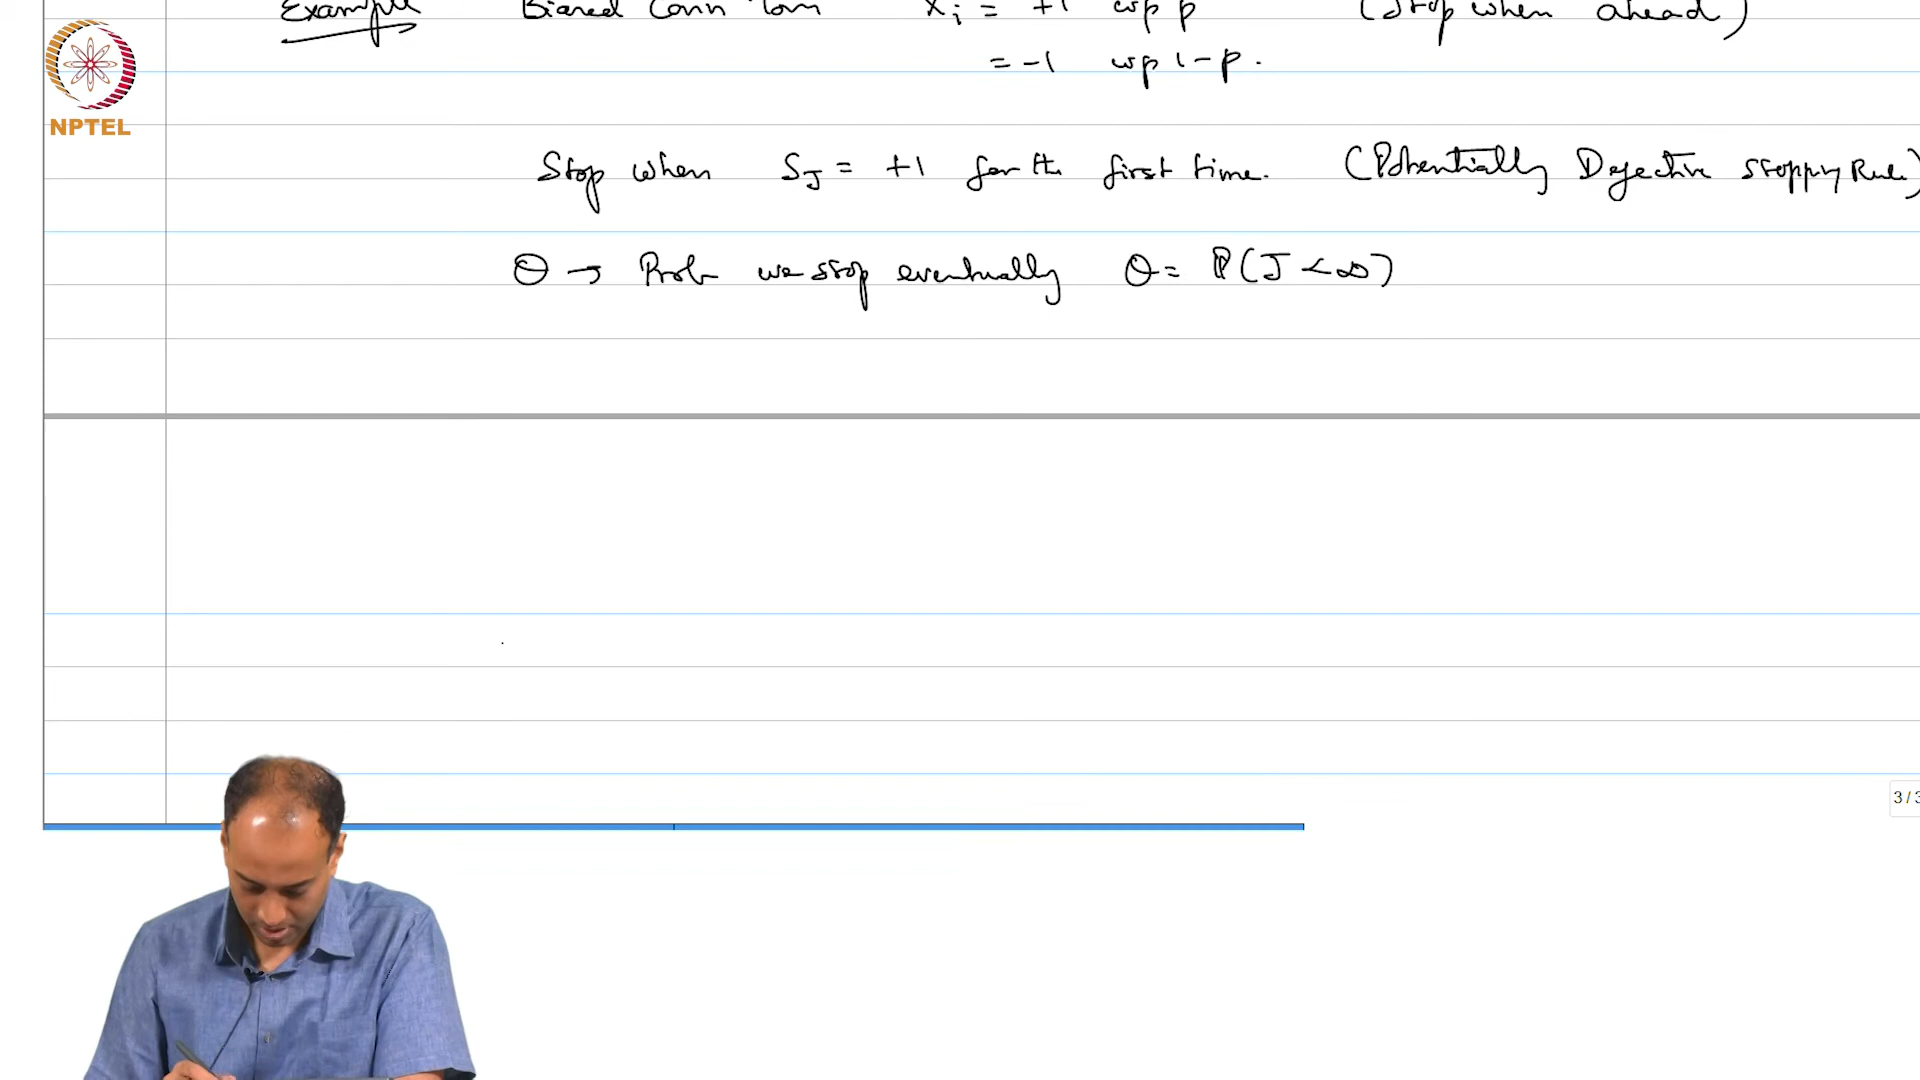 Example Biased Coin Toss Xi = +1 wp p (Stop when ahead)
= -1 wp 1-p.
NPTEL
Stop when SJ = +1 for the first time. (Potentially Defective stopping Rule)
θ → Prob we stop eventually θ = ℙ(J < ∞)
3 / 3